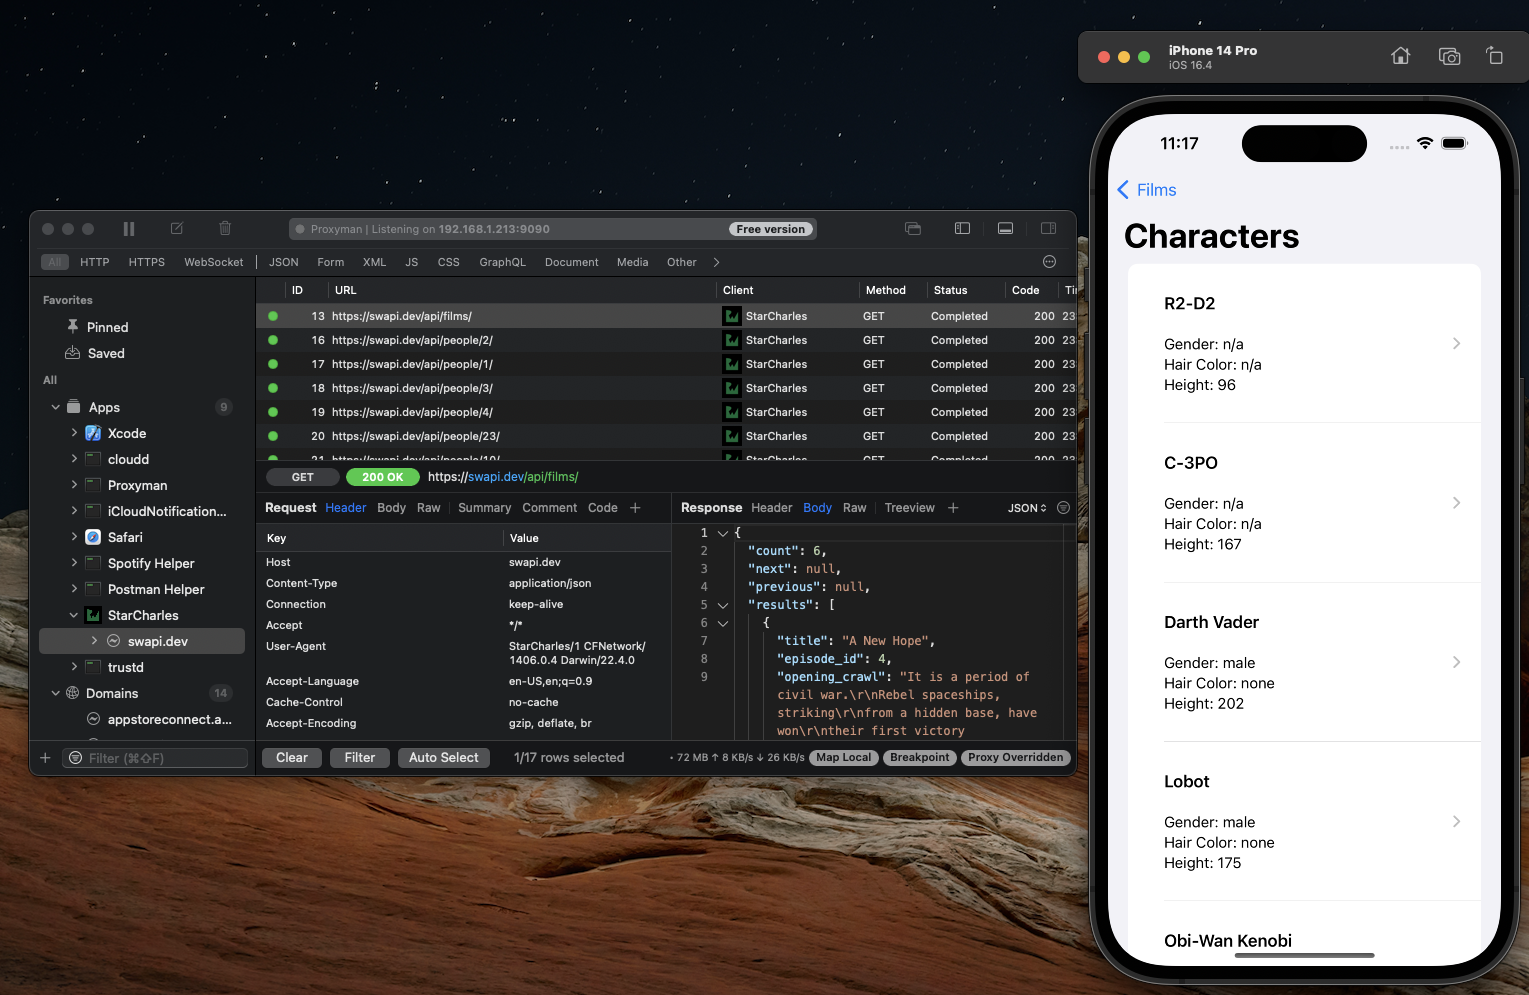 iPhone 14 Pro
iOS 16.4
11:17
Films
Characters
R2-D2
Gender: n/a
Hair Color: n/a
Height: 96
C-3PO
Gender: n/a
Hair Color: n/a
Height: 167
Darth Vader
Gender: male
Hair Color: none
Height: 202
Lobot
Gender: male
Hair Color: none
Height: 175
Obi-Wan Kenobi
Proxyman | Listening on 192.168.1.213:9090 Free version
All HTTP HTTPS WebSocket JSON Form XML JS CSS GraphQL Document Media Other
Favorites
Pinned
Saved
All
Apps 9
Xcode
cloudd
Proxyman
iCloudNotification...
Safari
Spotify Helper
Postman Helper
StarCharles
swapi.dev
trustd
Domains 14
appstoreconnect.a...
Filter (⌘⇧F)
ID URL Client Method Status Code Ti
13 https://swapi.dev/api/films/ StarCharles GET Completed 200 23
16 https://swapi.dev/api/people/2/ StarCharles GET Completed 200 23
17 https://swapi.dev/api/people/1/ StarCharles GET Completed 200 23
18 https://swapi.dev/api/people/3/ StarCharles GET Completed 200 23
19 https://swapi.dev/api/people/4/ StarCharles GET Completed 200 23
20 https://swapi.dev/api/people/23/ StarCharles GET Completed 200 23
21 https://swapi.dev/api/people/10/ StarCharles GET Completed 200 23
GET 200 OK https://swapi.dev/api/films/
Request Header Body Raw Summary Comment Code +
Key Value
Host swapi.dev
Content-Type application/json
Connection keep-alive
Accept */*
User-Agent StarCharles/1 CFNetwork/
1406.0.4 Darwin/22.4.0
Accept-Language en-US,en;q=0.9
Cache-Control no-cache
Accept-Encoding gzip, deflate, br
Response Header Body Raw Treeview + JSON
1 {
2 "count": 6,
3 "next": null,
4 "previous": null,
5 "results": [
6 {
7 "title": "A New Hope",
8 "episode_id": 4,
9 "opening_crawl": "It is a period of
civil war.\r\nRebel spaceships,
striking\r\nfrom a hidden base, have
won\r\ntheir first victory
Clear Filter Auto Select 1/17 rows selected • 72 MB ↑ 8 KB/s ↓ 26 KB/s Map Local Breakpoint Proxy Overridden